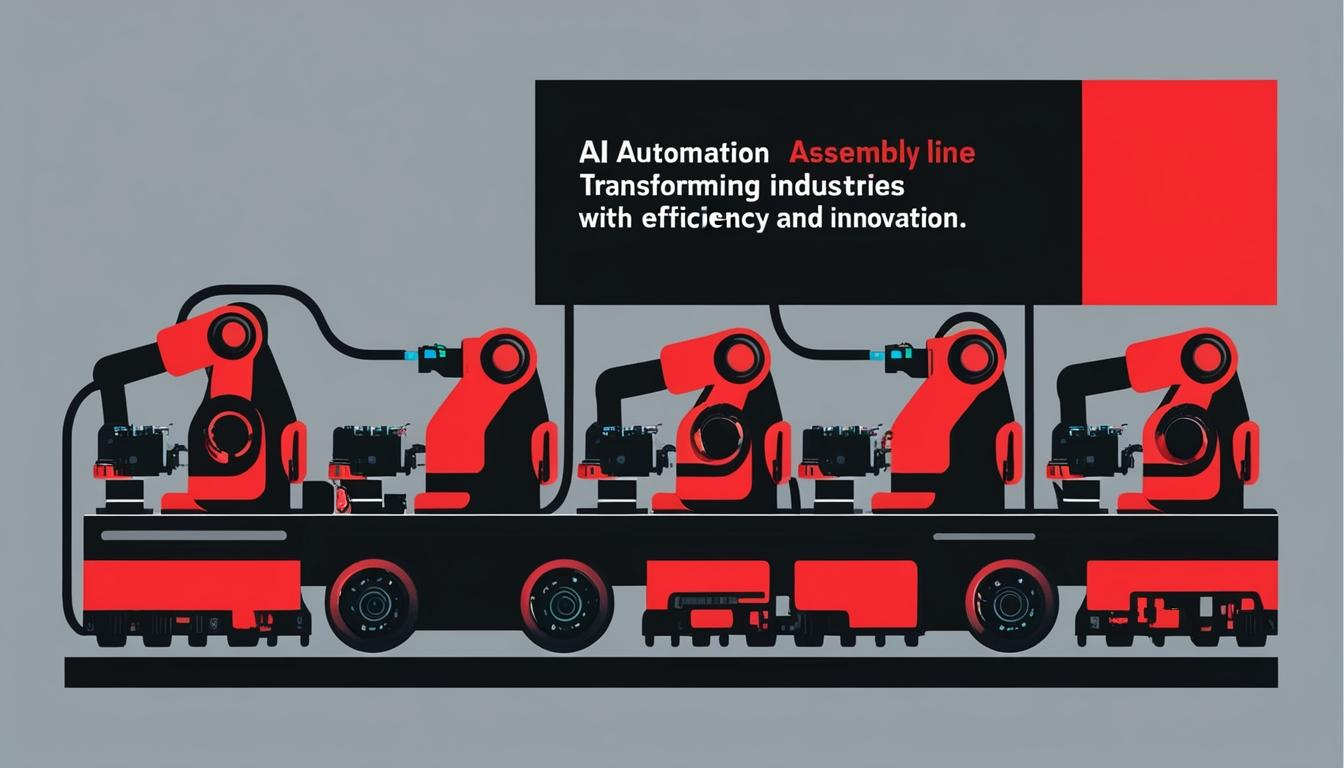 AI Automation Assembly line
Transforming industries
with efficiency and innovation.